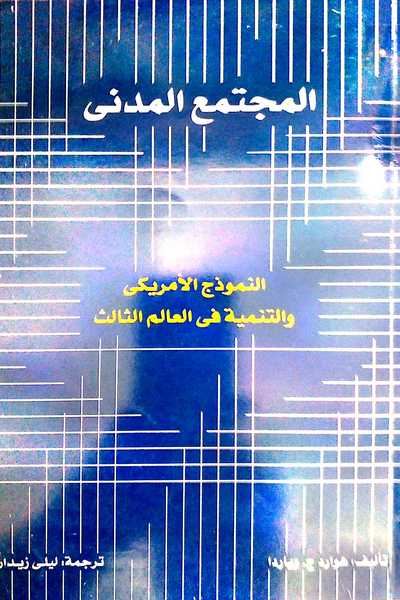 المجتمع المدنى
النموذج الأمريكى
والتنمية فى العالم الثالث
تأليف: هوارد ج. وياردا
ترجمة: ليلى زيدان